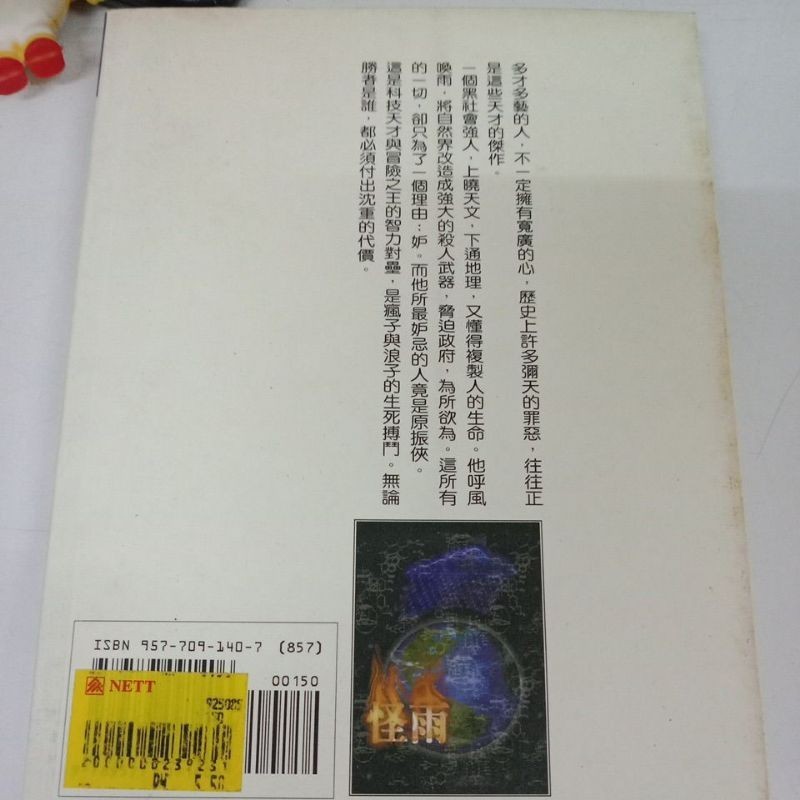 多才多藝的人，不一定擁有寬廣的心，歷史上許多彌天的罪惡，往往正
是這些天才的傑作。
一個黑社會強人，上曉天文，下通地理，又懂得複製人的生命。他呼風
喚雨，將自然界改造成強大的殺人武器，脅迫政府，為所欲為。這所有
的一切，卻只為了一個理由：妒。而他所最妒忌的人竟是原振俠。
這是科技天才與冒險之王的智力對壘，是瘋子與浪子的生死搏鬥。無論
勝者是誰，都必須付出沈重的代價。
怪雨
ISBN 957-709-140-7 (857)
00150
NETT